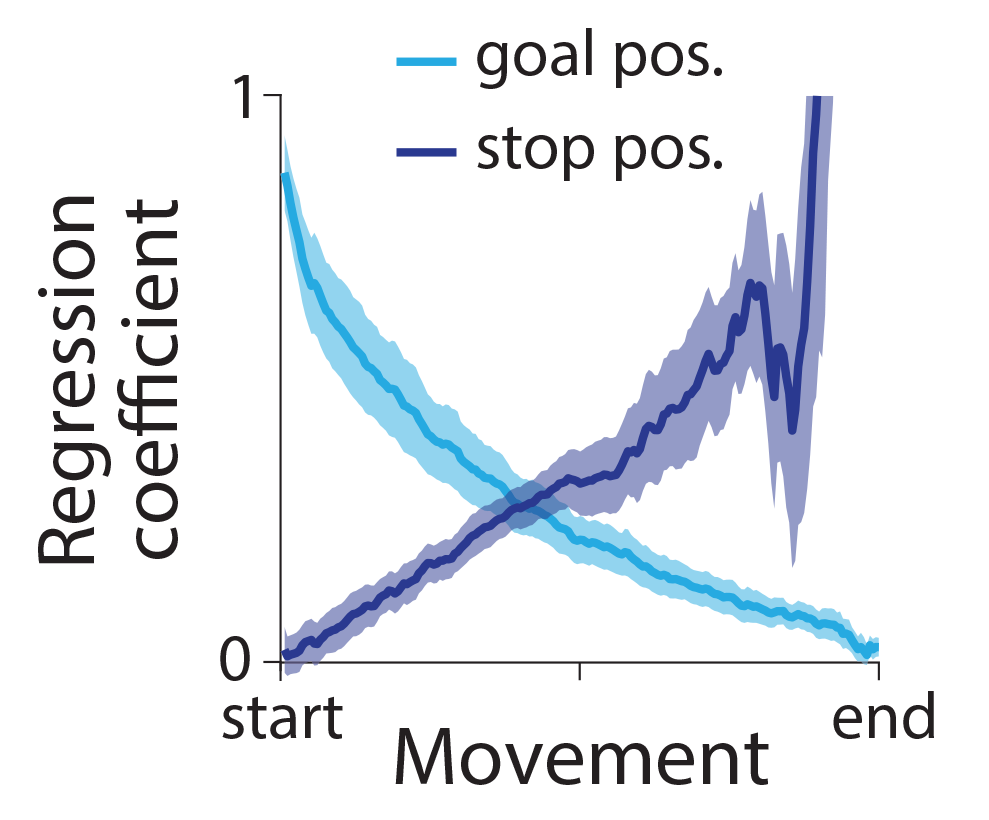 goal pos.
stop pos.
1
0
Regression
coefficient
start
end
Movement